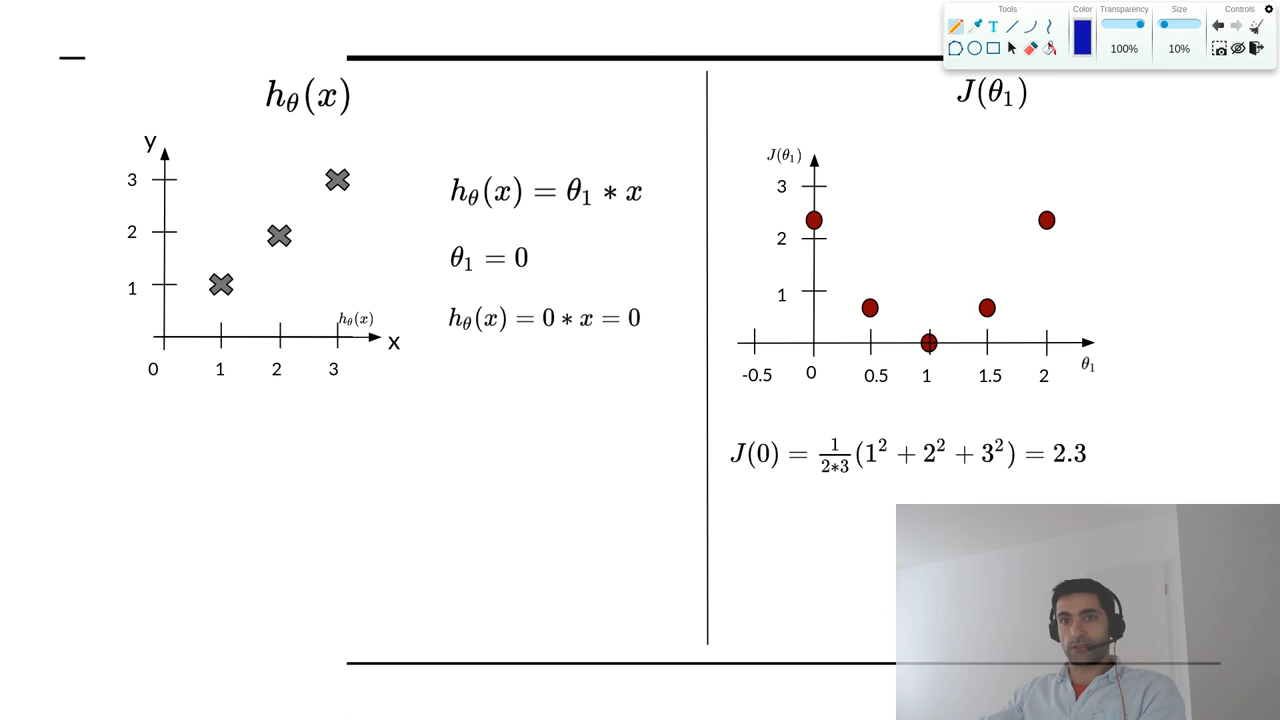 Tools
Color
Transparency
Size
Controls
T
100%
10%
hθ(x)
J(θ₁)
y
3
2
1
hθ(x)
x
0 1 2 3
hθ(x) = θ₁ * x
θ₁ = 0
hθ(x) = 0 * x = 0
J(θ₁)
3
2
1
-0.5 0 0.5 1 1.5 2
θ₁
J(0) = 1/(2*3) (1² + 2² + 3²) = 2.3